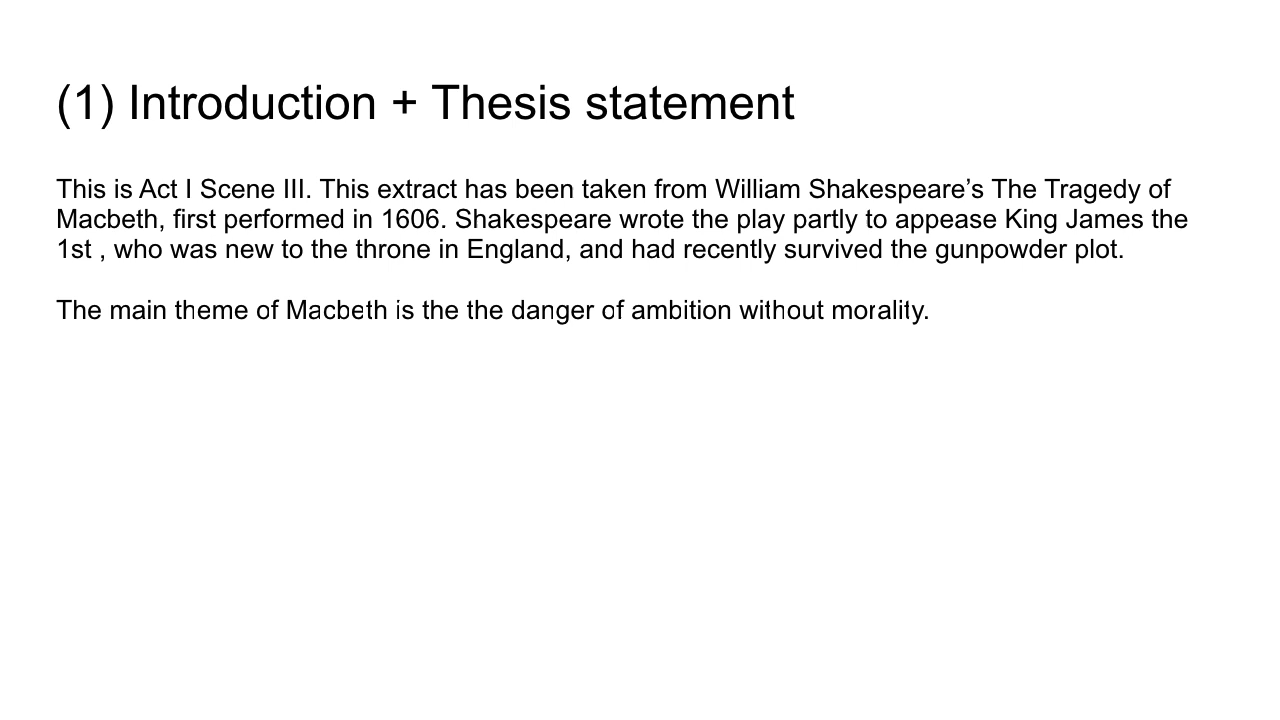 (1) Introduction + Thesis statement
This is Act I Scene III. This extract has been taken from William Shakespeare’s The Tragedy of
Macbeth, first performed in 1606. Shakespeare wrote the play partly to appease King James the
1st , who was new to the throne in England, and had recently survived the gunpowder plot.
The main theme of Macbeth is the the danger of ambition without morality.